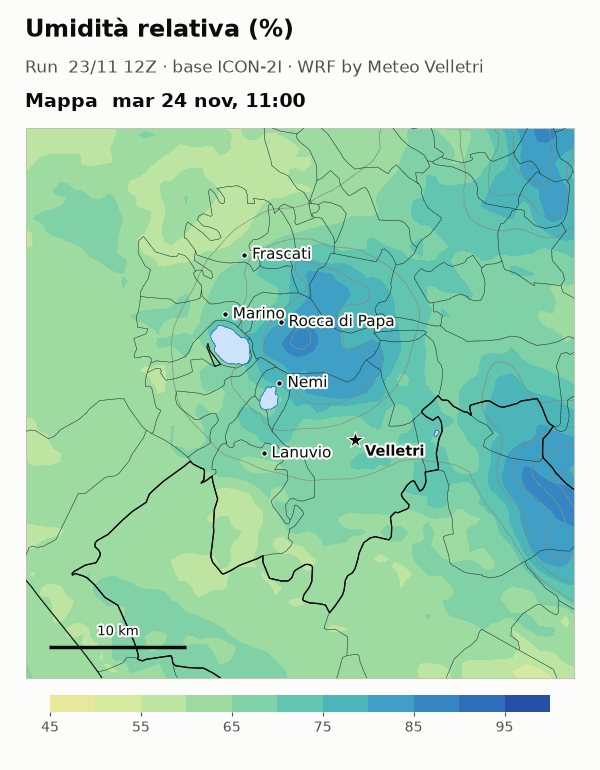 Umidità relativa (%)
Run  23/11 12Z · base ICON-2I · WRF by Meteo Velletri
Mappa  mar 24 nov, 11:00
Frascati
Marino
Rocca di Papa
Nemi
Velletri
Lanuvio
10 km
45 55 65 75 85 95